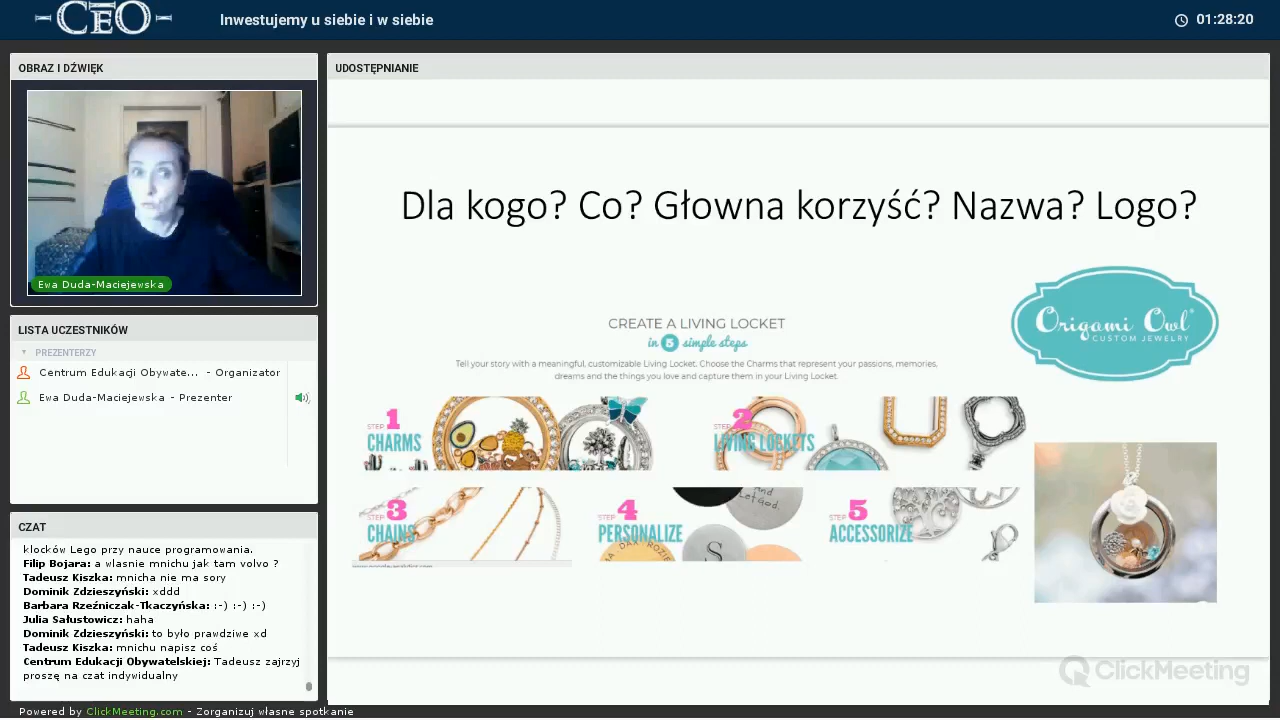 CEO
Inwestujemy u siebie i w siebie
01:28:20
OBRAZ I DŹWIĘK
Ewa Duda-Maciejewska
LISTA UCZESTNIKÓW
PREZENTERZY
Centrum Edukacji Obywate... - Organizator
Ewa Duda-Maciejewska - Prezenter
CZAT
klocków Lego przy nauce programowania.
Filip Bojara: a wlasnie mnichu jak tam volvo ?
Tadeusz Kiszka: mnicha nie ma sory
Dominik Zdzieszyński: xddd
Barbara Rzeźniczak-Tkaczyńska: :-) :-) :-)
Julia Sałustowicz: haha
Dominik Zdzieszyński: to było prawdziwe xd
Tadeusz Kiszka: mnichu napisz coś
Centrum Edukacji Obywatelskiej: Tadeusz zajrzyj
proszę na czat indywidualny
UDOSTĘPNIANIE
Dla kogo? Co? Głowna korzyść? Nazwa? Logo?
CREATE A LIVING LOCKET
in 5 simple steps
Tell your story with a meaningful, customizable Living Locket. Choose the Charms that represent your passions, memories,
dreams and the things you love and capture them in your Living Locket.
Origami Owl®
CUSTOM JEWELRY
STEP 1
CHARMS
STEP 2
LIVING LOCKETS
STEP 3
CHAINS
STEP 4
PERSONALIZE
And
Let God.
S
STEP 5
ACCESSORIZE
ClickMeeting
Powered by ClickMeeting.com - Zorganizuj własne spotkanie